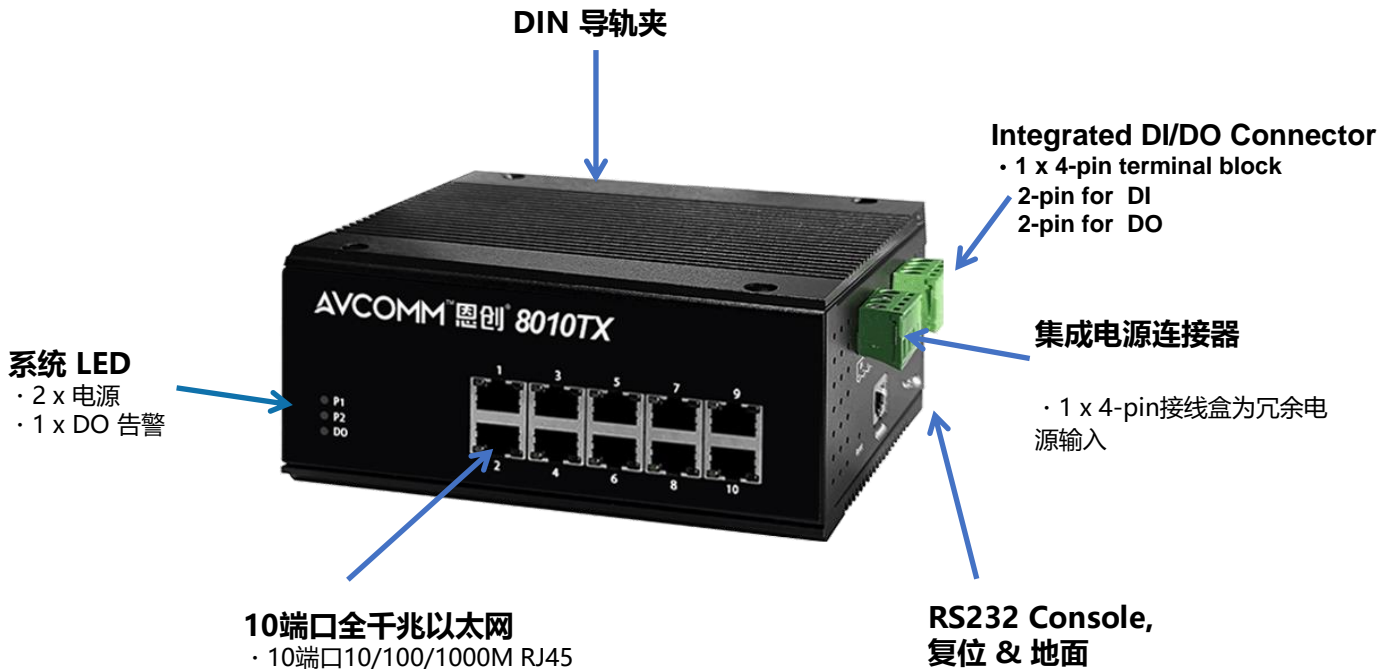 DIN 导轨夹
Integrated DI/DO Connector
· 1 x 4-pin terminal block
2-pin for DI
2-pin for DO
AVCOMM™恩创® 8010TX
集成电源连接器
· 1 x 4-pin接线盒为冗余电
源输入
系统 LED
· 2 x 电源
· 1 x DO 告警
P1
P2
DO
1 3 5 7 9
2 4 6 8 10
10端口全千兆以太网
· 10端口10/100/1000M RJ45
RS232 Console,
复位 & 地面